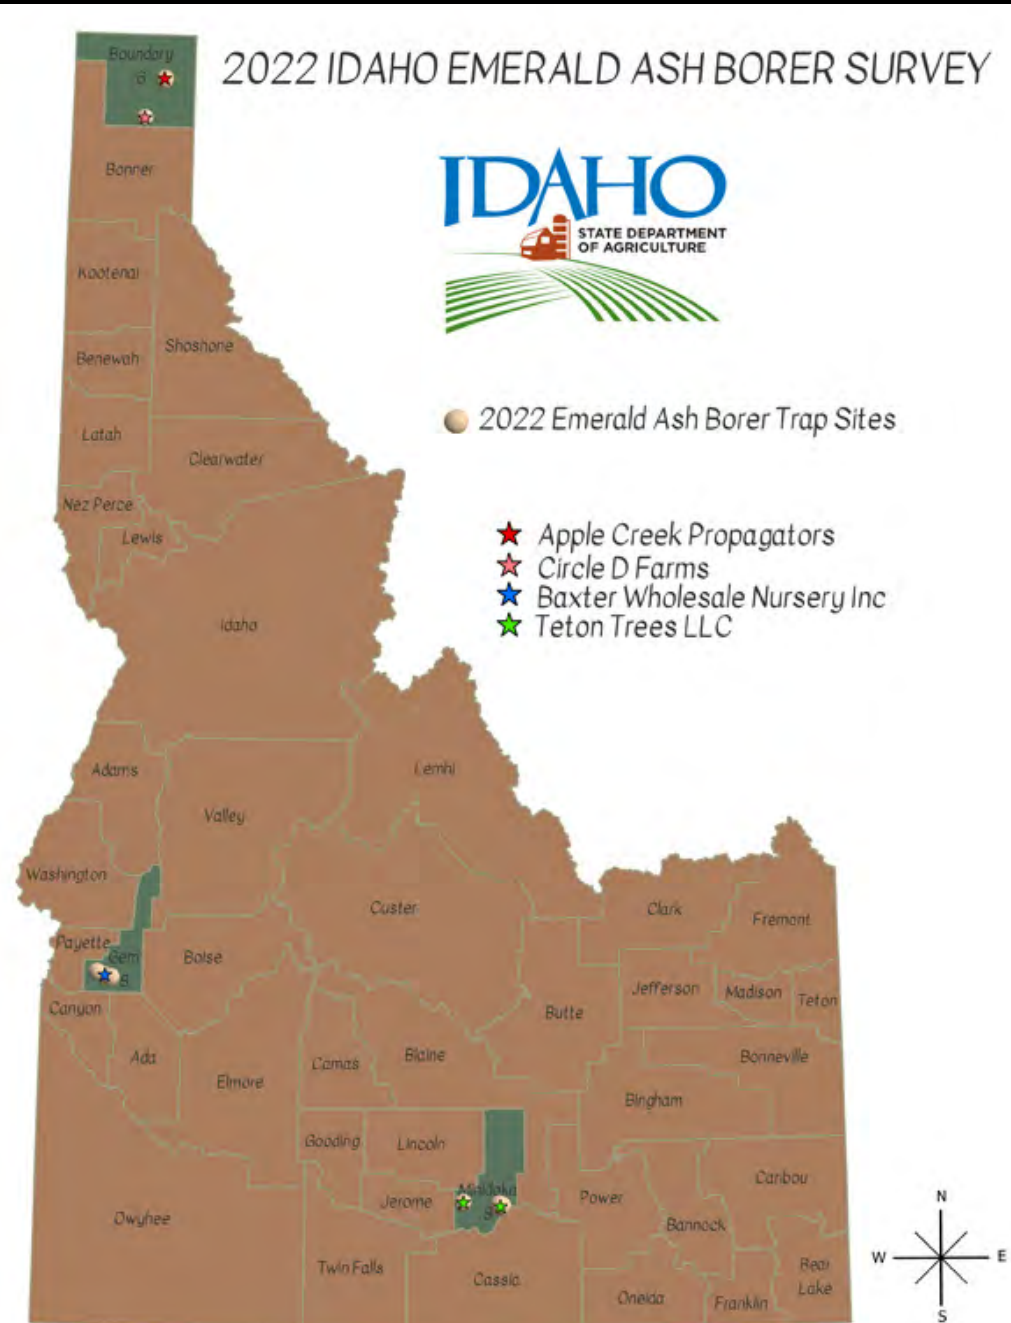 2022 IDAHO EMERALD ASH BORER SURVEY
IDAHO
STATE DEPARTMENT
OF AGRICULTURE
2022 Emerald Ash Borer Trap Sites
Apple Creek Propagators
Circle D Farms
Baxter Wholesale Nursery Inc
Teton Trees LLC
Boundary
6
Bonner
Kootenai
Shoshone
Benewah
Latah
Clearwater
Nez Perce
Lewis
Idaho
Adams
Lemhi
Valley
Washington
Custer
Clark
Fremont
Payette
Gem
Boise
Jefferson
Madison
Teton
Canyon
Butte
Ada
Camas
Blaine
Bonneville
Elmore
Bingham
Gooding
Lincoln
Caribou
Minidoka
Jerome
Power
Owyhee
Bannock
Twin Falls
Cassia
Bear
Lake
Oneida
Franklin
N
W
E
S